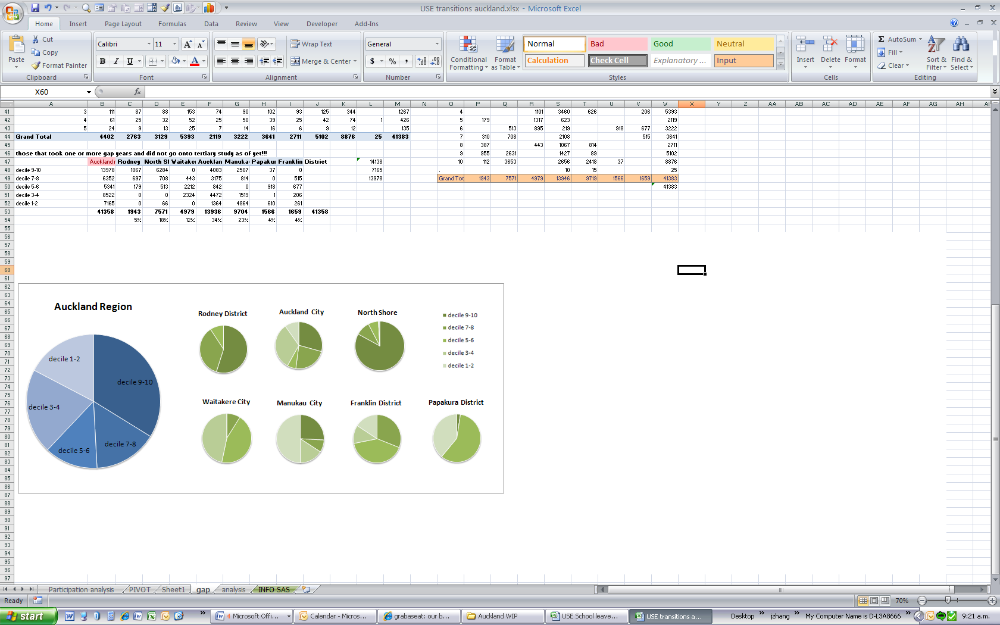 USE transitions auckland.xlsx - Microsoft Excel
Home Insert Page Layout Formulas Data Review View Developer Add-Ins
Paste
Cut
Copy
Format Painter
Clipboard
Calibri 11
B I U
Font
Wrap Text
Merge & Center
Alignment
General
$ % ,
Number
Conditional Formatting
Format as Table
Normal Bad Good Neutral
Calculation Check Cell Explanatory ... Input
Styles
Insert Delete Format
Cells
Σ AutoSum
Fill
Clear
Sort & Filter
Find & Select
Editing
X60 fx
A B C D E F G H I J K L M N O P Q R S T U V W X Y Z AA AB AC AD AE AF AG AH AI
41 3 111 87 88 153 74 90 102 93 125 344 1267 4 1101 3460 626 206 5393
42 4 61 25 32 52 25 50 39 25 42 74 1 426 5 179 1317 623 2119
43 5 24 9 13 25 7 14 16 6 9 12 135 6 513 895 219 918 677 3222
44 Grand Total 4402 2763 3129 5393 2119 3222 3641 2711 5102 8876 25 41383 7 310 708 2108 515 3641
45 8 387 443 1067 814 2711
46 those that took one or more gap years and did not go onto tertiary study as of yet!!! 9 955 2631 1427 89 5102
47 Auckland r Rodney North Sl Waitaker Aucklan Manukau Papakur Franklin District 14138 10 112 3653 2656 2418 37 8876
48 decile 9-10 13978 1067 6284 0 4083 2507 37 0 7165 . 10 15 25
49 decile 7-8 6352 697 708 443 3175 814 0 515 13978 Grand Tot 1943 7571 4979 13946 9719 1566 1659 41383
50 decile 5-6 5341 179 513 2212 842 0 918 677 41383
51 decile 3-4 8522 0 0 2324 4472 1519 1 206
52 decile 1-2 7165 0 66 0 1364 4864 610 261
53 41358 1943 7571 4979 13936 9704 1566 1659 41358
54 5% 18% 12% 34% 23% 4% 4%
55
56
57
58
59
60
61
62
63
64
65
66
67
68
69
70
71
72
73
74
75
76
77
78
79
80
81
82
83
84
85
86
87
88
89
90
91
92
93
94
95
96
97
Auckland Region
decile 1-2
decile 9-10
decile 3-4
decile 7-8
decile 5-6
Rodney District
Auckland City
North Shore
decile 9-10
decile 7-8
decile 5-6
decile 3-4
decile 1-2
Waitakere City
Manukau City
Franklin District
Papakura District
Participation analysis PIVOT Sheet1 gap analysis INFO SAS
Ready 70%
start 4 Microsoft Offi... Calendar - Micros... grabaseat: our b... Auckland WIP USE School leave... USE transitions a... Desktop jzhang My Computer Name is D-L3A8666 9:21 a.m.